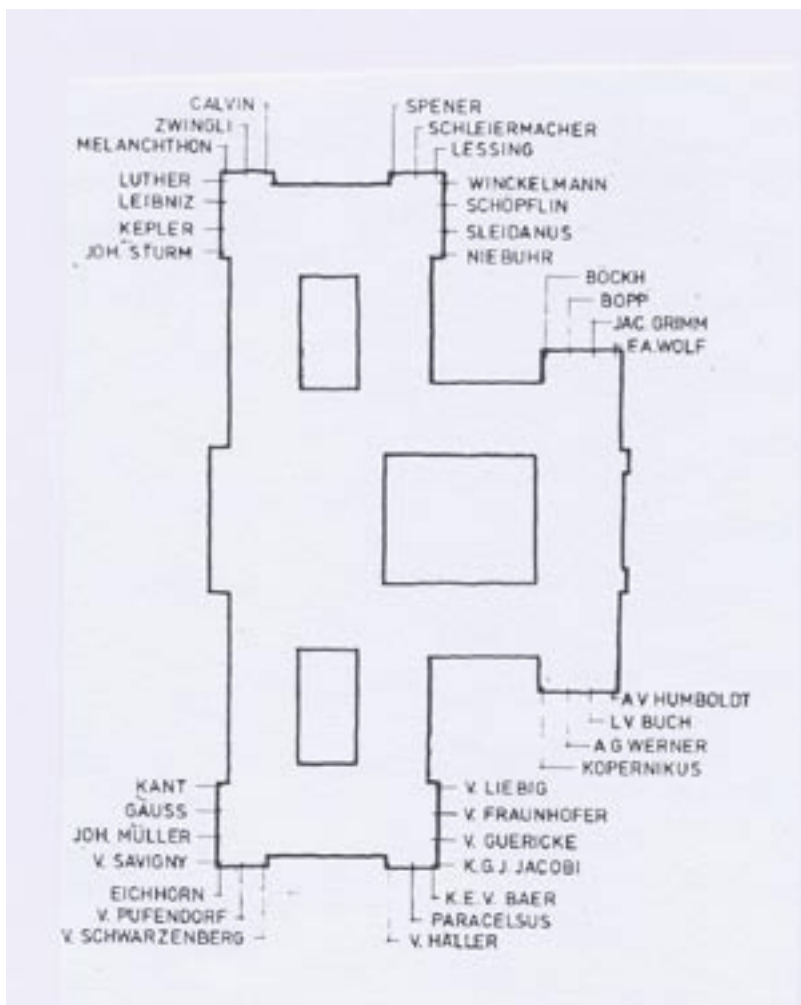 CALVIN
ZWINGLI
MELANCHTHON
LUTHER
LEIBNIZ
KEPLER
JOH. STURM
SPENER
SCHLEIERMACHER
LESSING
WINCKELMANN
SCHÖPFLIN
SLEIDANUS
NIEBUHR
BÖCKH
BOPP
JAC. GRIMM
F.A. WOLF
A V HUMBOLDT
L.V. BUCH
A G WERNER
KOPERNIKUS
KANT
GAUSS
JOH. MÜLLER
V. SAVIGNY
EICHHORN
V. PUFENDORF
V. SCHWARZENBERG
V. LIEBIG
V. FRAUNHOFER
V. GUERICKE
K.G.J. JACOBI
K.E.V. BAER
PARACELSUS
V. HALLER